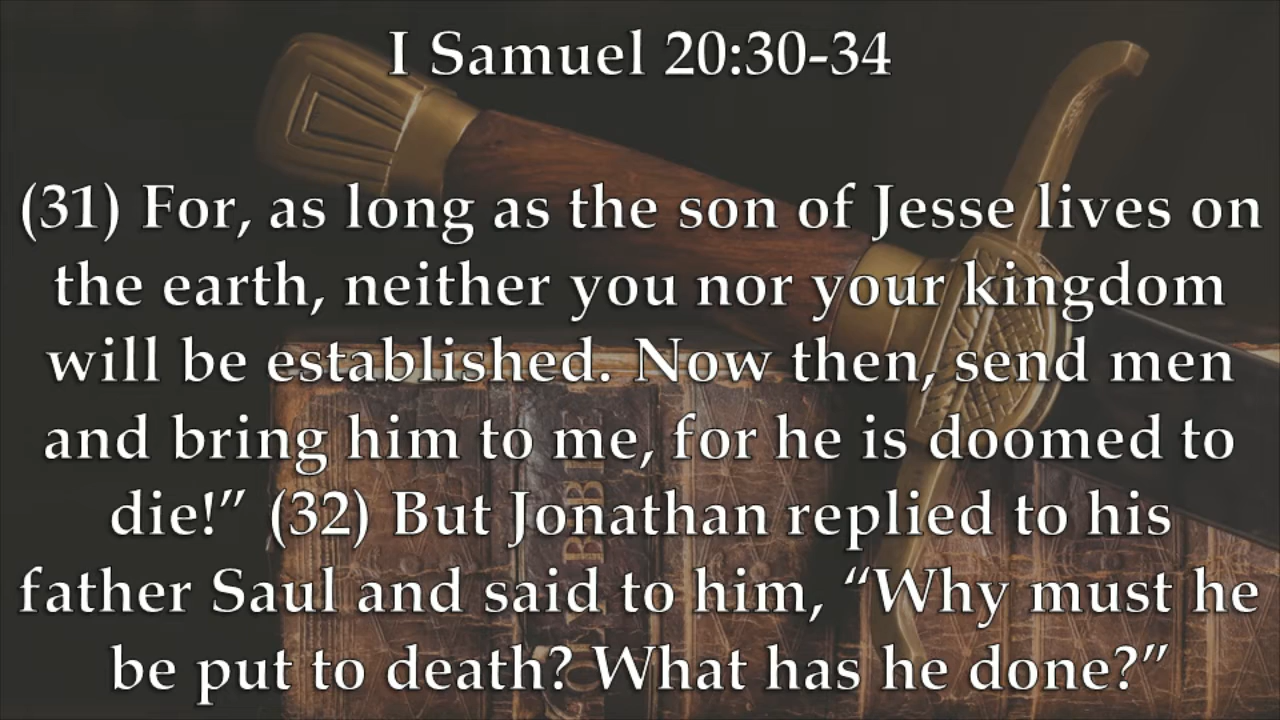 I Samuel 20:30-34
(31) For, as long as the son of Jesse lives on
the earth, neither you nor your kingdom
will be established. Now then, send men
and bring him to me, for he is doomed to
die!” (32) But Jonathan replied to his
father Saul and said to him, “Why must he
be put to death? What has he done?”
HOLY BIBLE